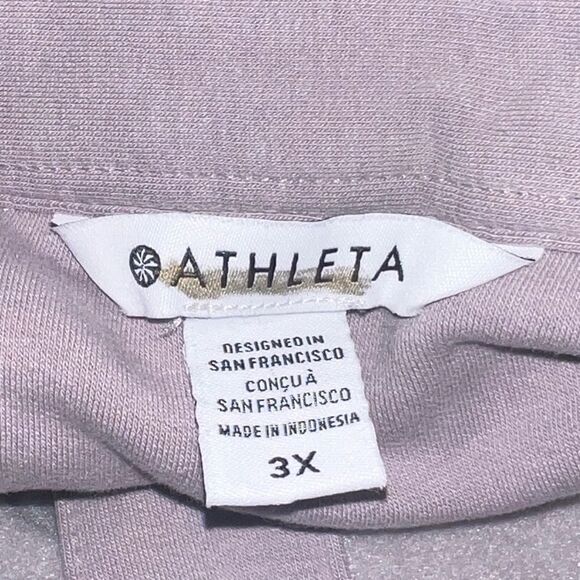 ATHLETA
DESIGNED IN
SAN FRANCISCO
CONÇU À
SAN FRANCISCO
MADE IN INDONESIA
3X